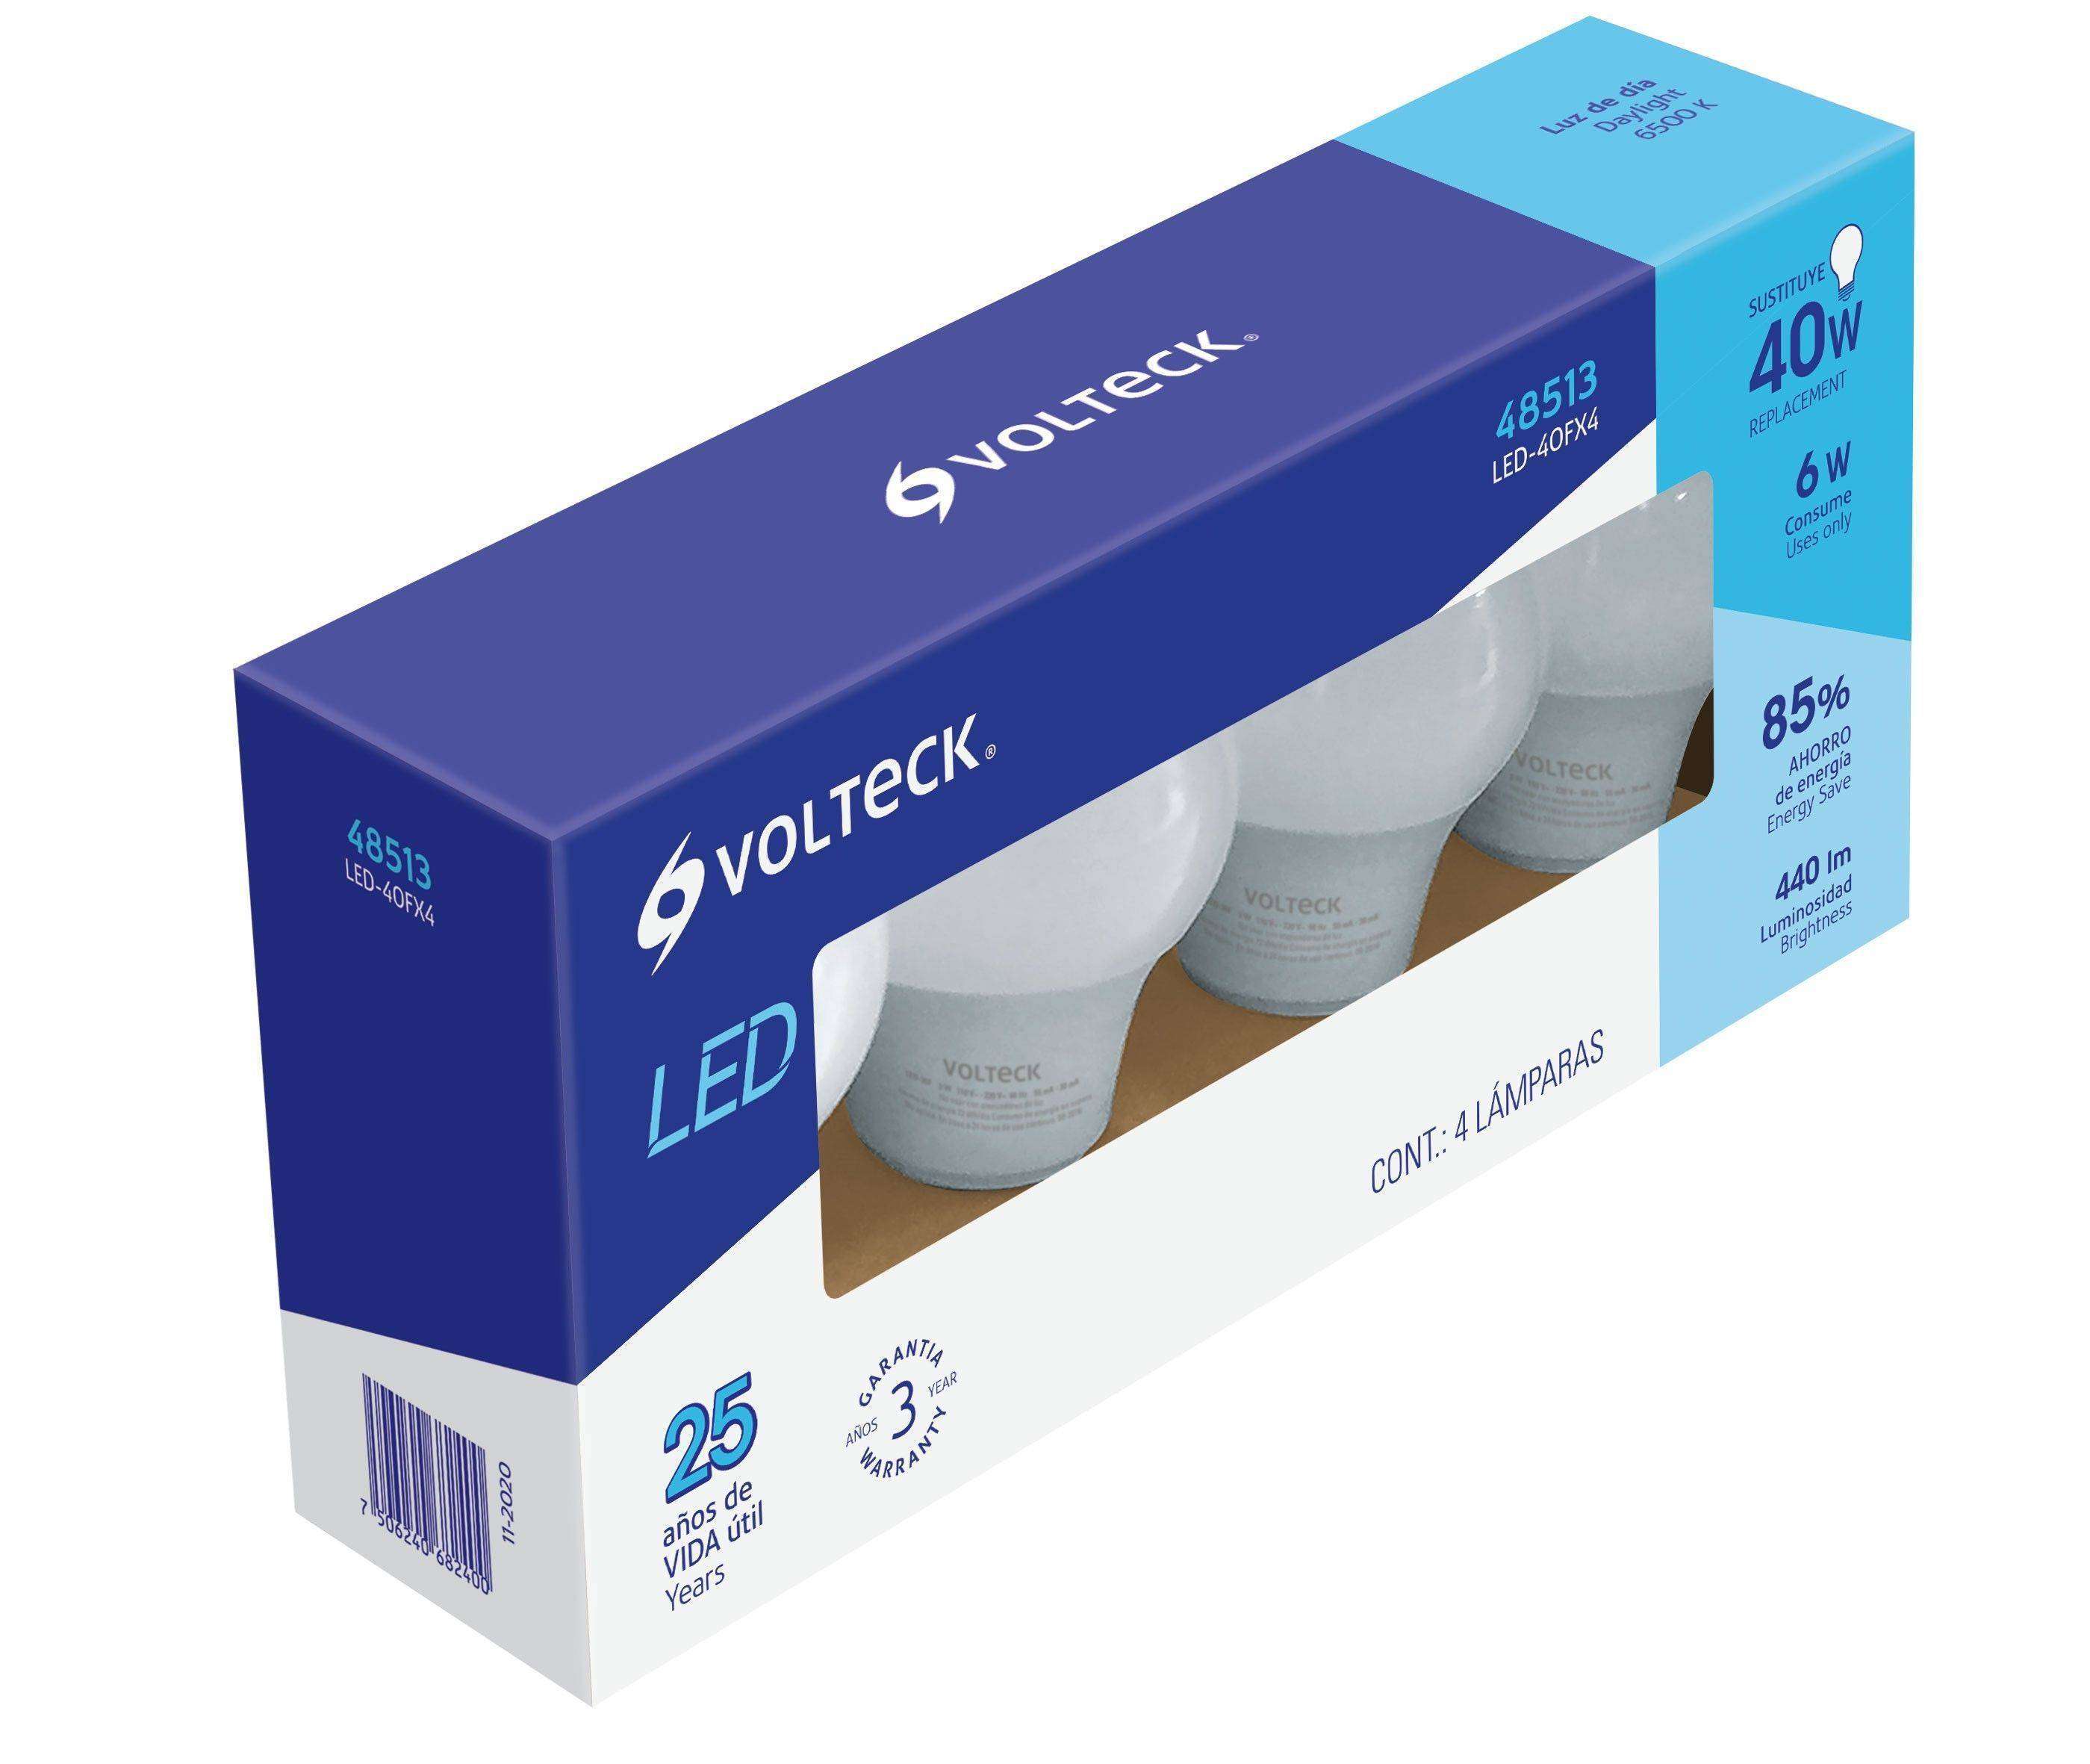 Luz de día
Daylight
6500 K
VOLTECK®
48513
LED-40FX4
SUSTITUYE
40W
REPLACEMENT
6 W
Consume
Uses only
85%
AHORRO
de energía
Energy Save
440 lm
Luminosidad
Brightness
VOLTECK®
LED
48513
LED-40FX4
VOLTECK
VOLTECK
VOLTECK
CONT.: 4 LÁMPARAS
25
años de
VIDA útil
Years
GARANTIA
AÑOS 3 YEAR
WARRANTY
7 506240 682400
11-2020